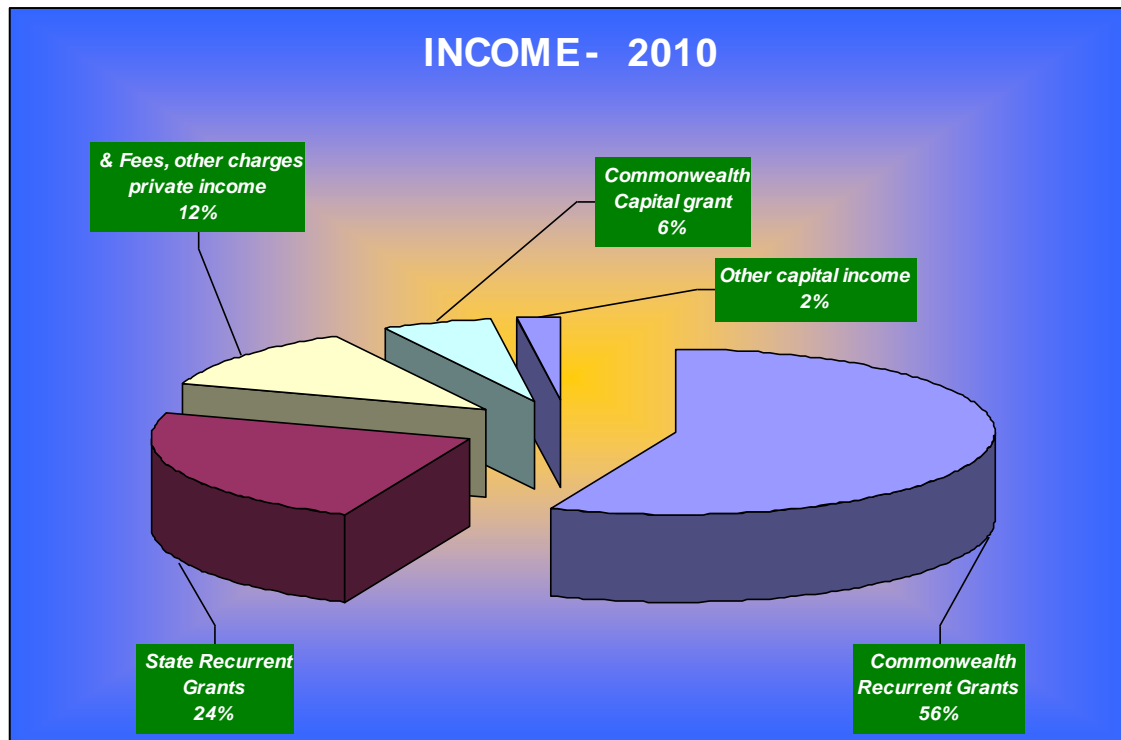 INCOME- 2010
& Fees, other charges
private income
12%
Commonwealth
Capital grant
6%
Other capital income
2%
State Recurrent
Grants
24%
Commonwealth
Recurrent Grants
56%